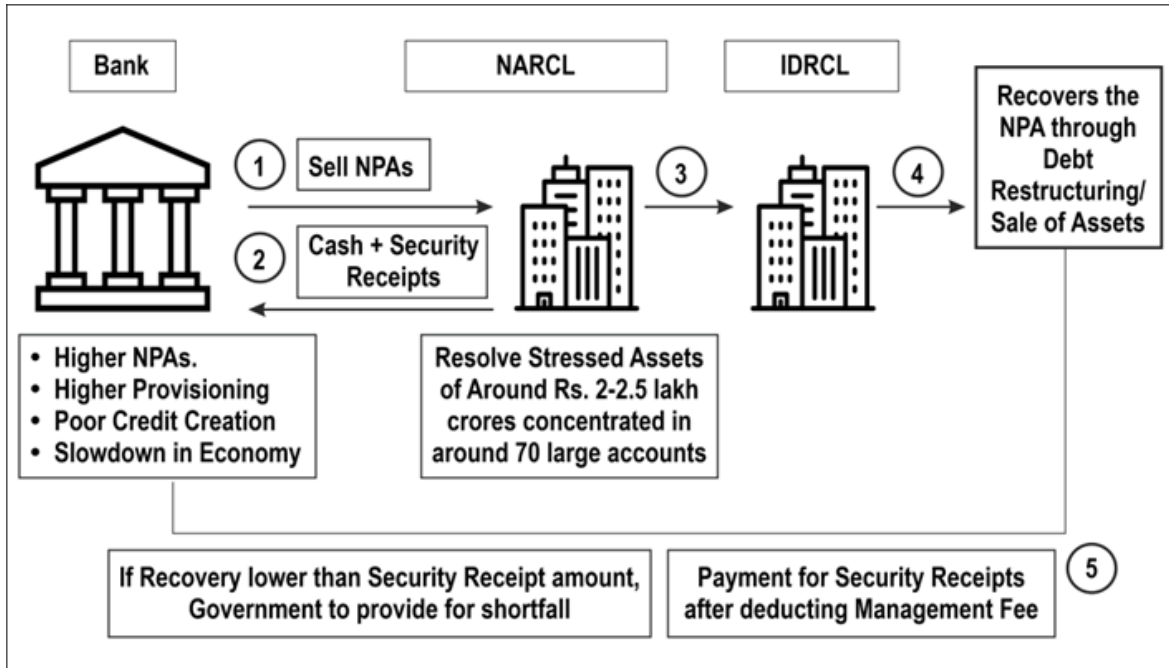 Bank
NARCL
IDRCL
Recovers the
NPA through
Debt
Restructuring/
Sale of Assets
1
Sell NPAs
3
4
2
Cash + Security
Receipts
• Higher NPAs.
• Higher Provisioning
• Poor Credit Creation
• Slowdown in Economy
Resolve Stressed Assets
of Around Rs. 2-2.5 lakh
crores concentrated in
around 70 large accounts
If Recovery lower than Security Receipt amount,
Government to provide for shortfall
Payment for Security Receipts
after deducting Management Fee
5